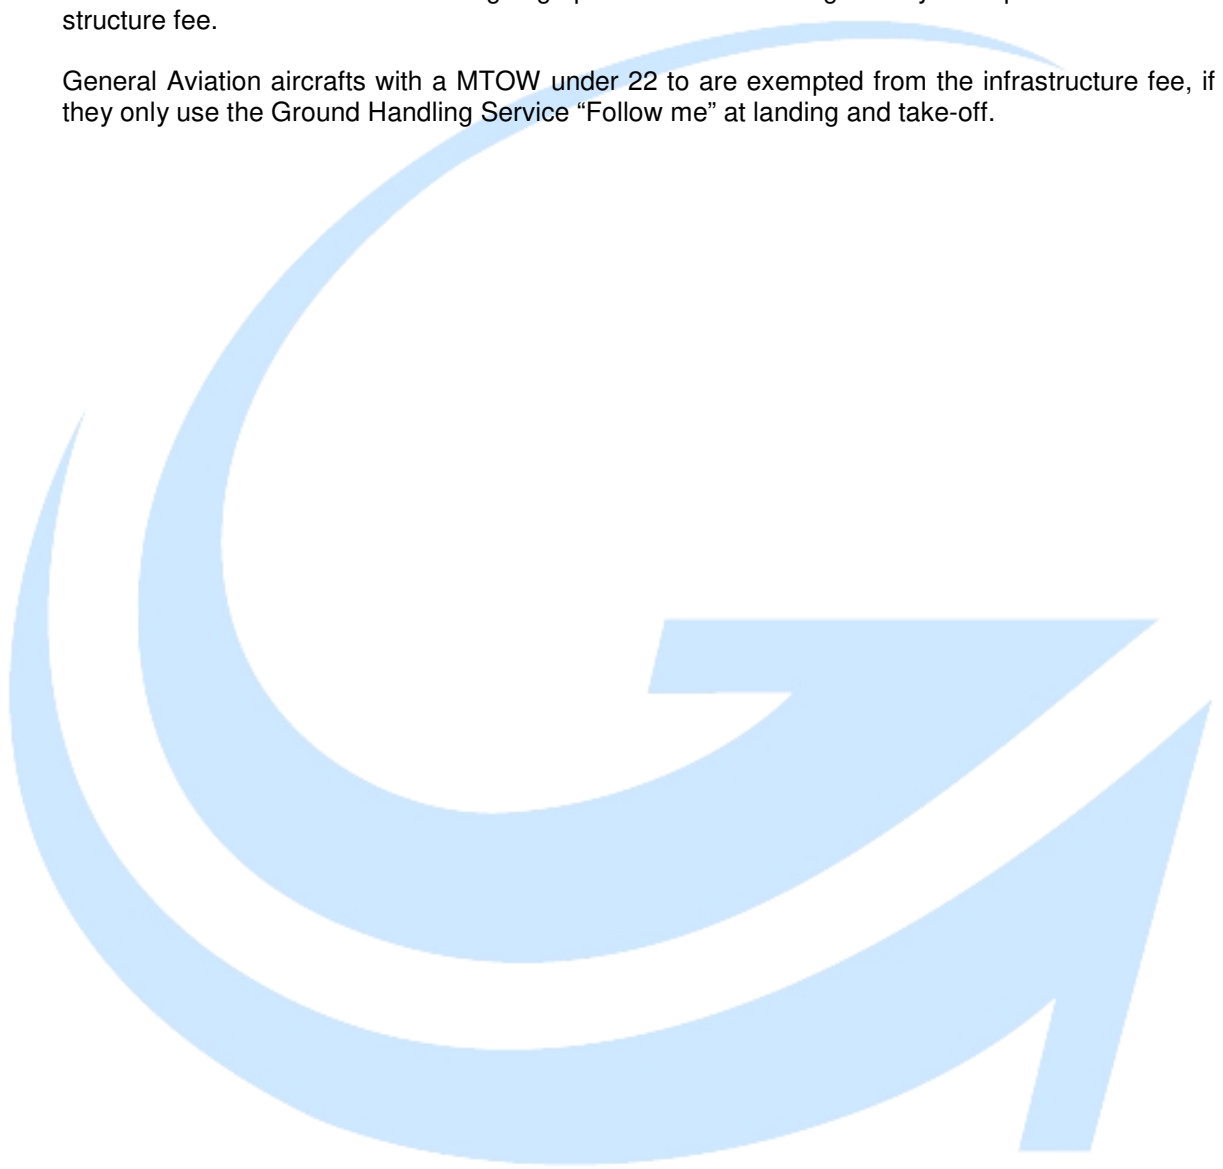 structure fee.
General Aviation aircrafts with a MTOW under 22 to are exempted from the infrastructure fee, if
they only use the Ground Handling Service “Follow me” at landing and take-off.